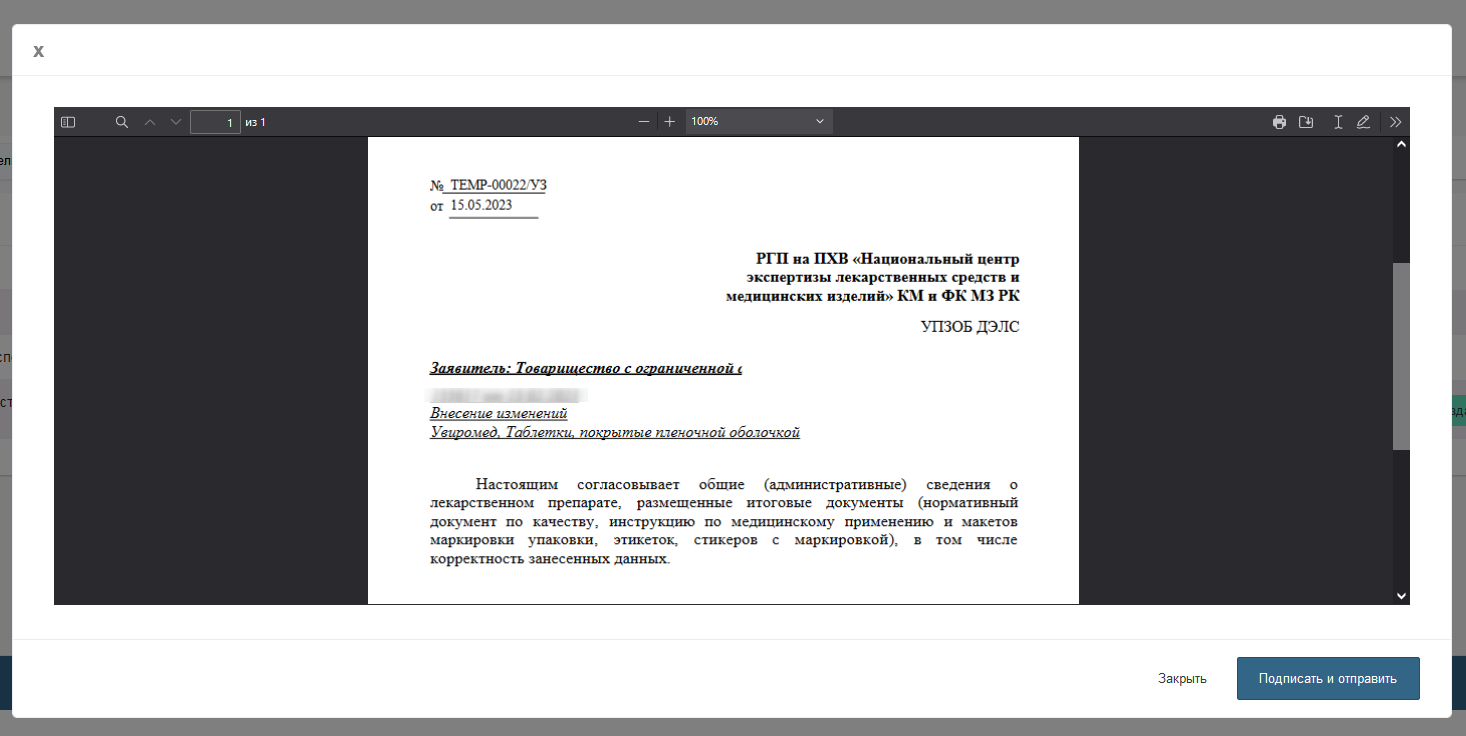 x
1 из 1
100%
№ ТЕМР-00022/УЗ
от 15.05.2023
РГП на ПХВ «Национальный центр
экспертизы лекарственных средств и
медицинских изделий» КМ и ФК МЗ РК
УПЗОБ ДЭЛС
Заявитель: Товарищество с ограниченной
Внесение изменений
Увиромед, Таблетки, покрытые пленочной оболочкой
Настоящим согласовывает общие (административные) сведения о
лекарственном препарате, размещенные итоговые документы (нормативный
документ по качеству, инструкцию по медицинскому применению и макетов
маркировки упаковки, этикеток, стикеров с маркировкой), в том числе
корректность занесенных данных.
Закрыть
Подписать и отправить